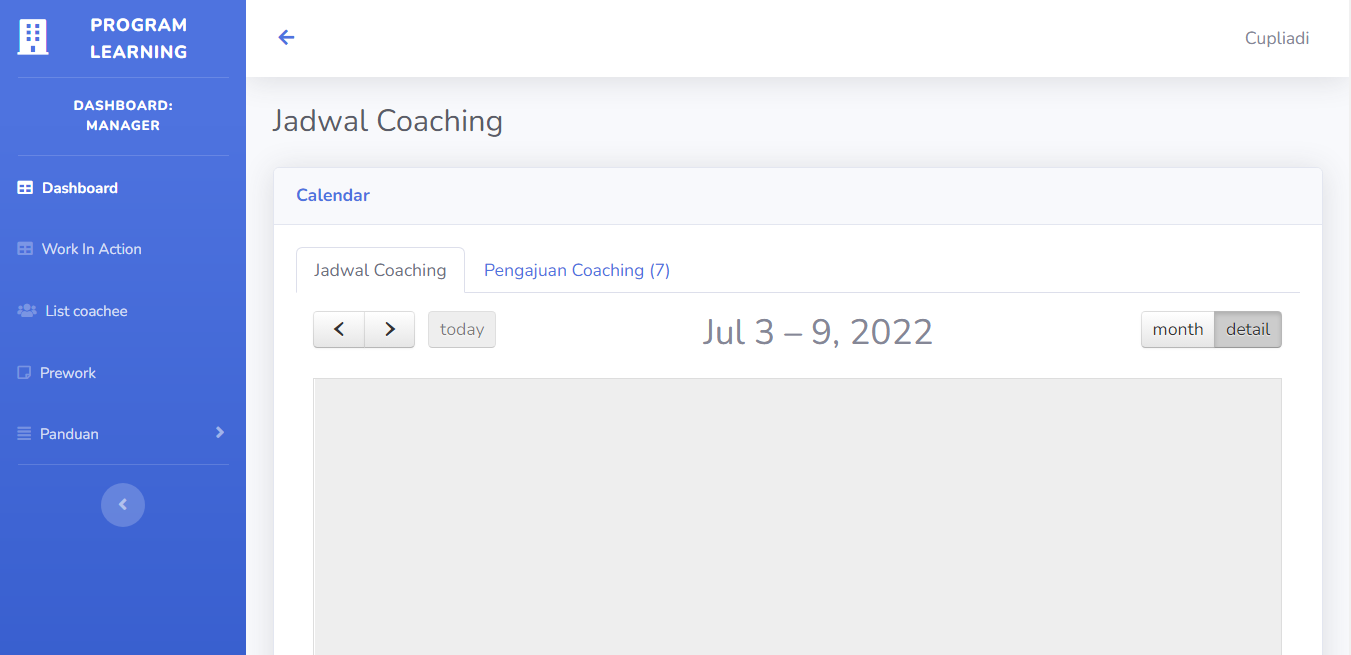 PROGRAM
LEARNING
DASHBOARD:
MANAGER
Dashboard
Work In Action
List coachee
Prework
Panduan
Cupliadi
Jadwal Coaching
Calendar
Jadwal Coaching
Pengajuan Coaching (7)
today
Jul 3 – 9, 2022
month
detail